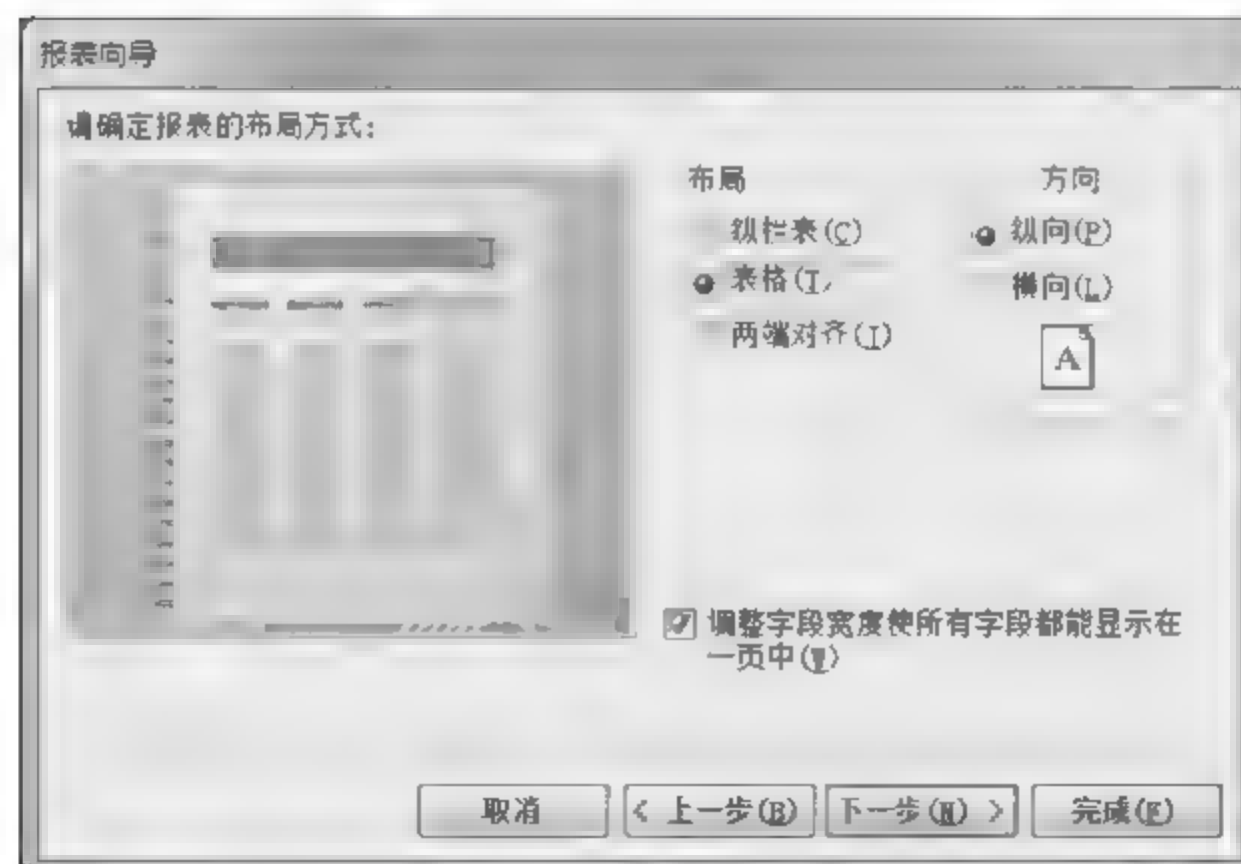 报表向导
请确定报表的布局方式:
布局
方向
纵栏表(C)
纵向(P)
表格(T)
横向(L)
两端对齐(J)
A
调整字段宽度使所有字段都能显示在
一页中(W)
取消
< 上一步(B)
下一步(N) >
完成(F)